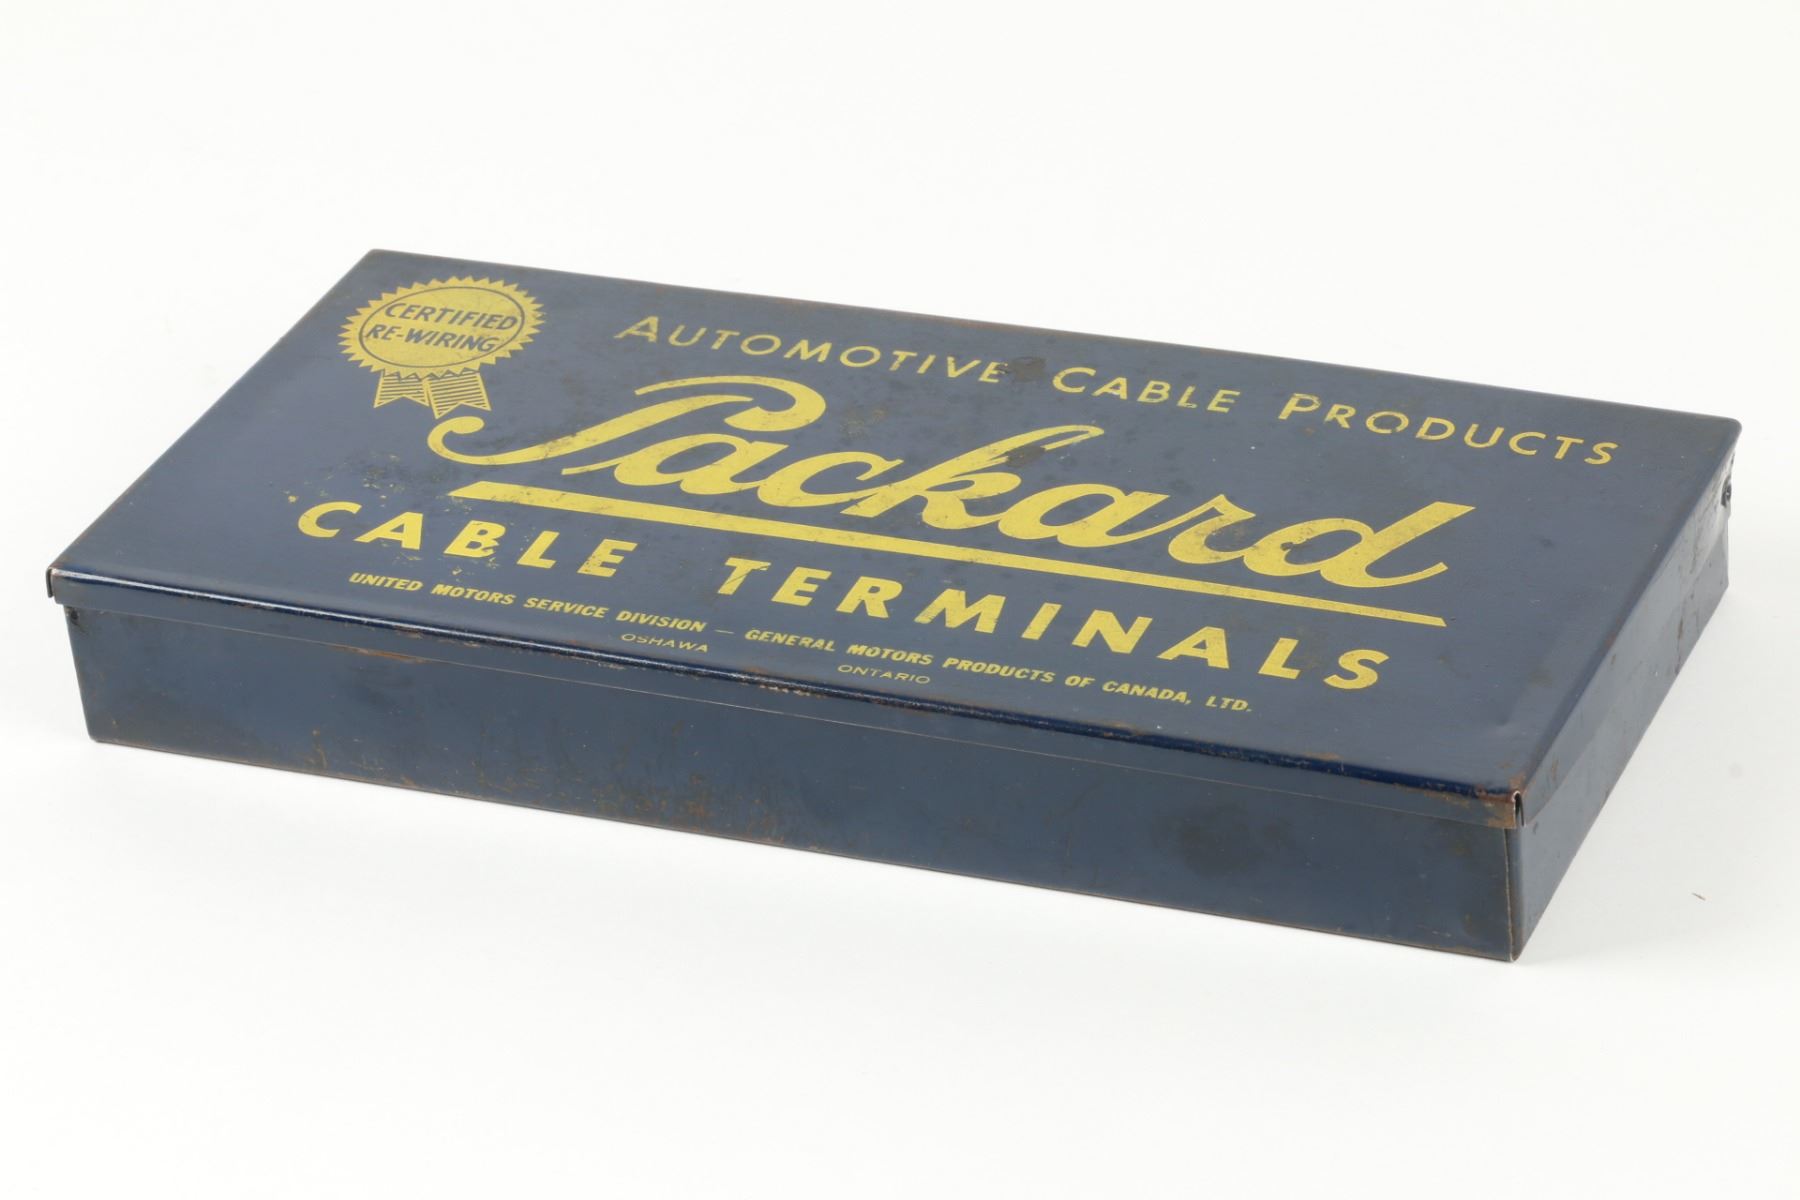 CERTIFIED
RE-WIRING
AUTOMOTIVE CABLE PRODUCTS
Packard
CABLE TERMINALS
UNITED MOTORS SERVICE DIVISION — GENERAL MOTORS PRODUCTS OF CANADA, LTD.
OSHAWA ONTARIO